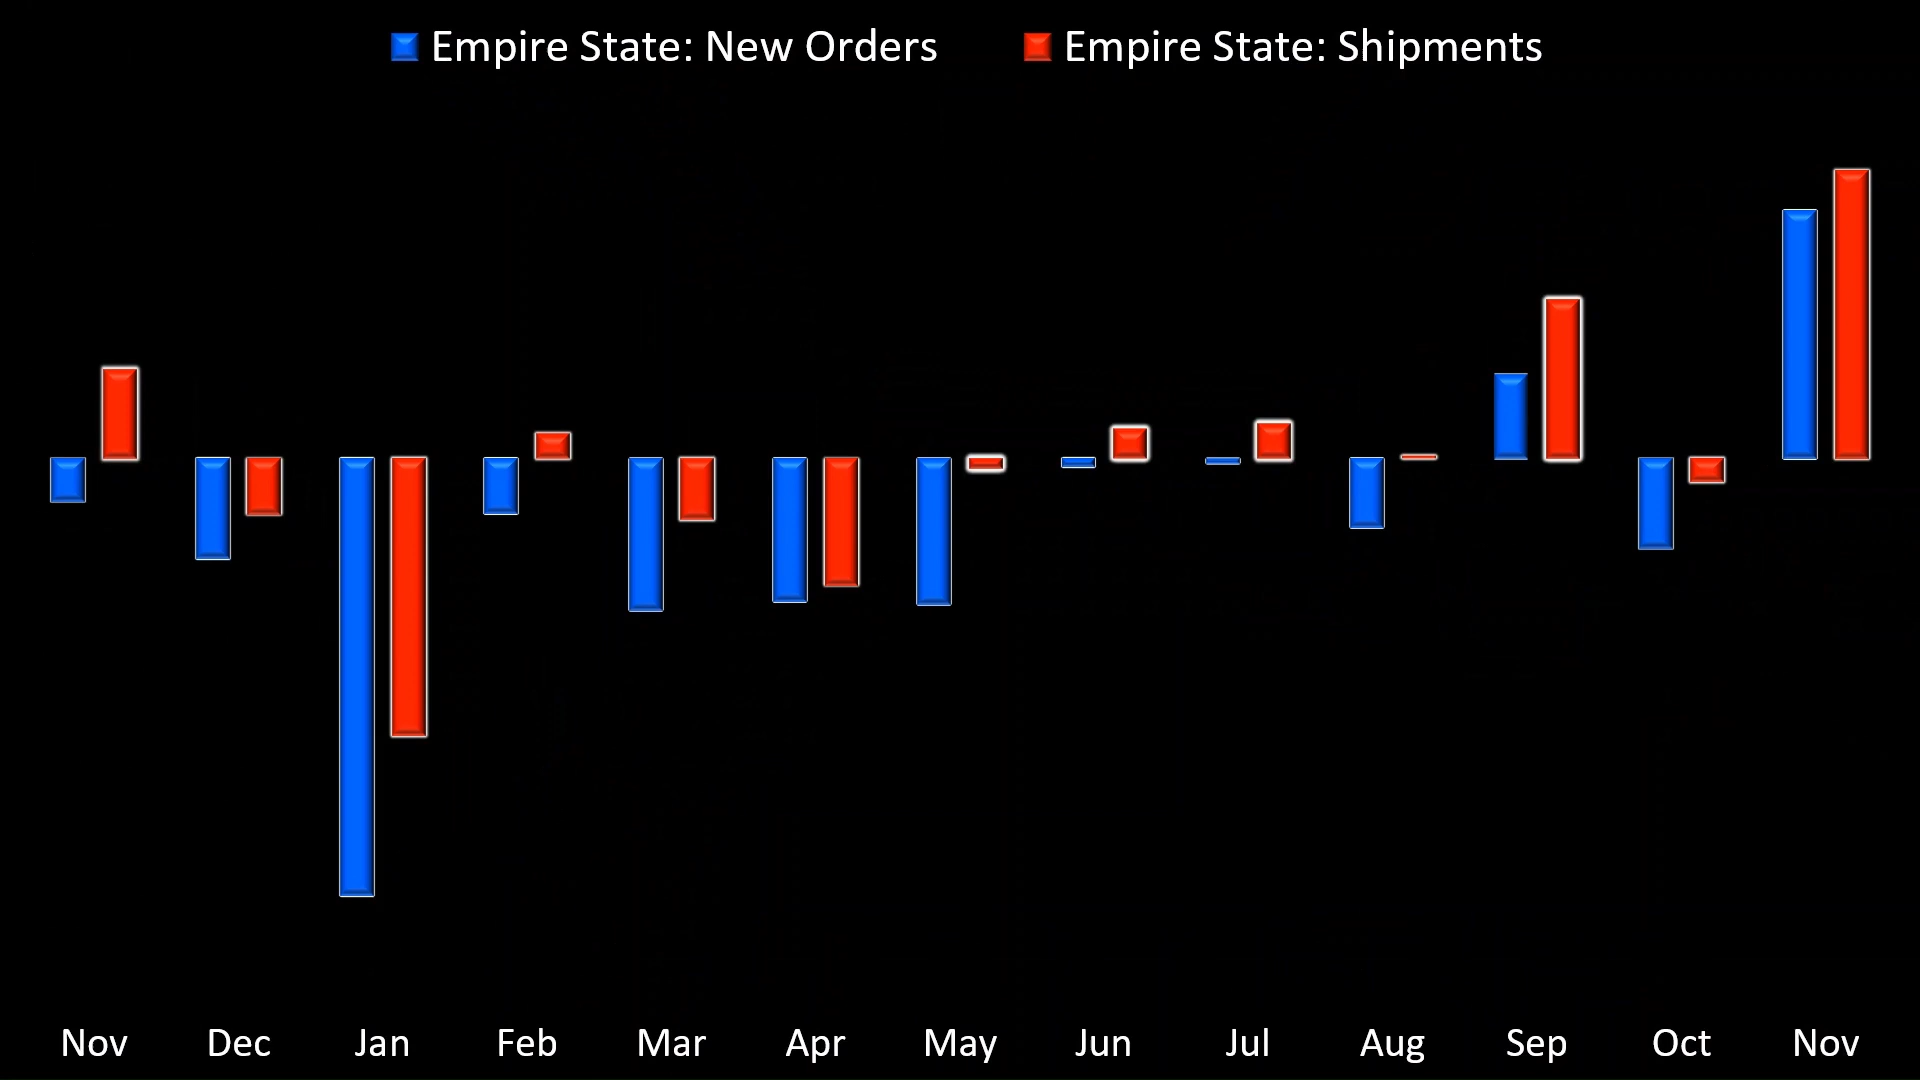 Empire State: New Orders Empire State: Shipments
Nov Dec Jan Feb Mar Apr May Jun Jul Aug Sep Oct Nov